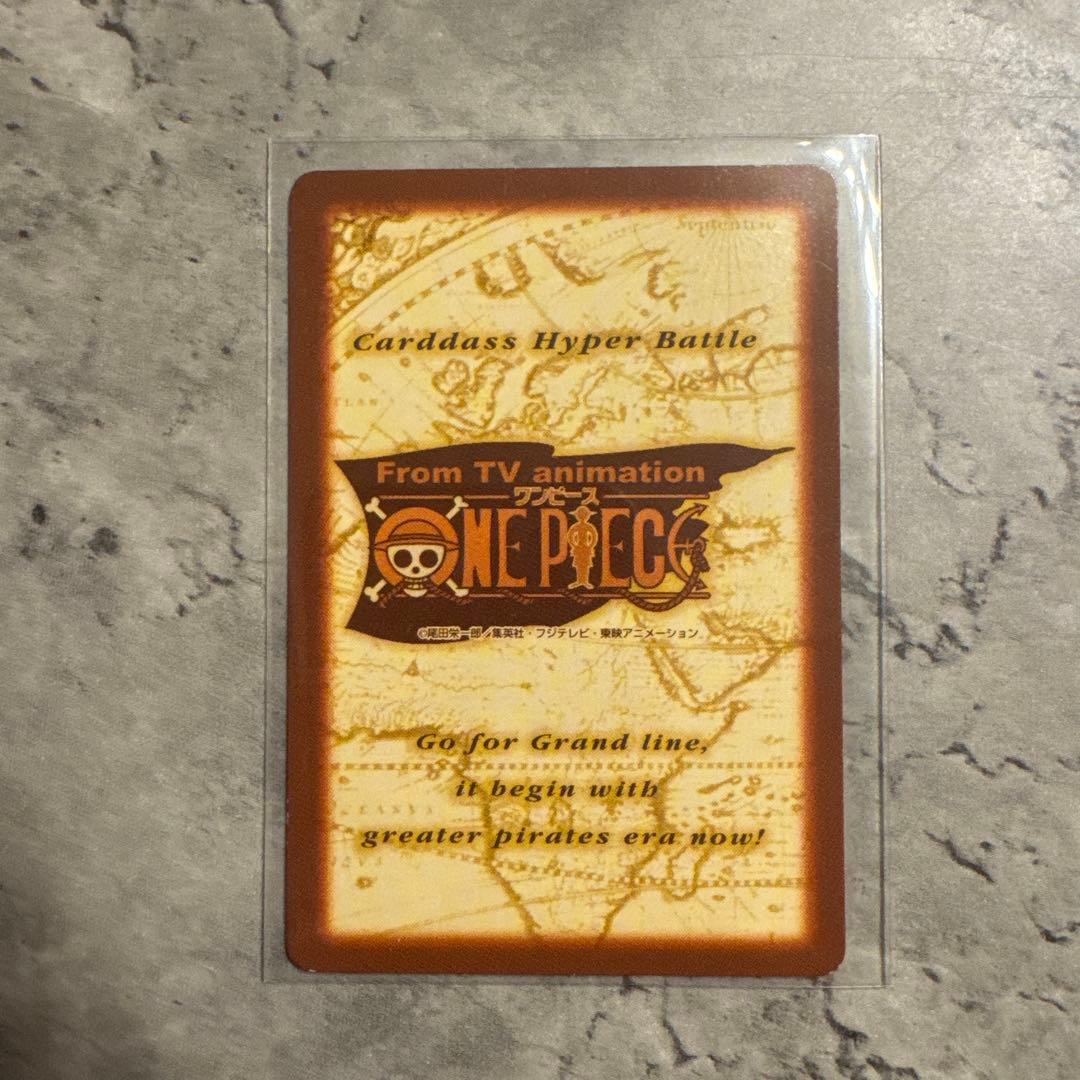 Septentrio
Carddass Hyper Battle
TLAN
From TV animation
ワンピース
ONE PIECE
©尾田栄一郎／集英社・フジテレビ・東映アニメーション
Go for Grand line,
it begin with
greater pirates era now!